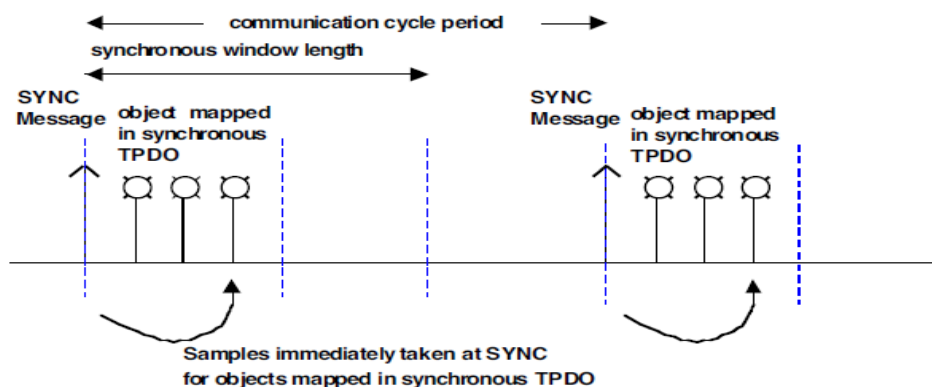 communication cycle period
synchronous window length
SYNC
Message
object mapped
in synchronous
TPDO
SYNC
Message
object mapped
in synchronous
TPDO
Samples immediately taken at SYNC
for objects mapped in synchronous TPDO